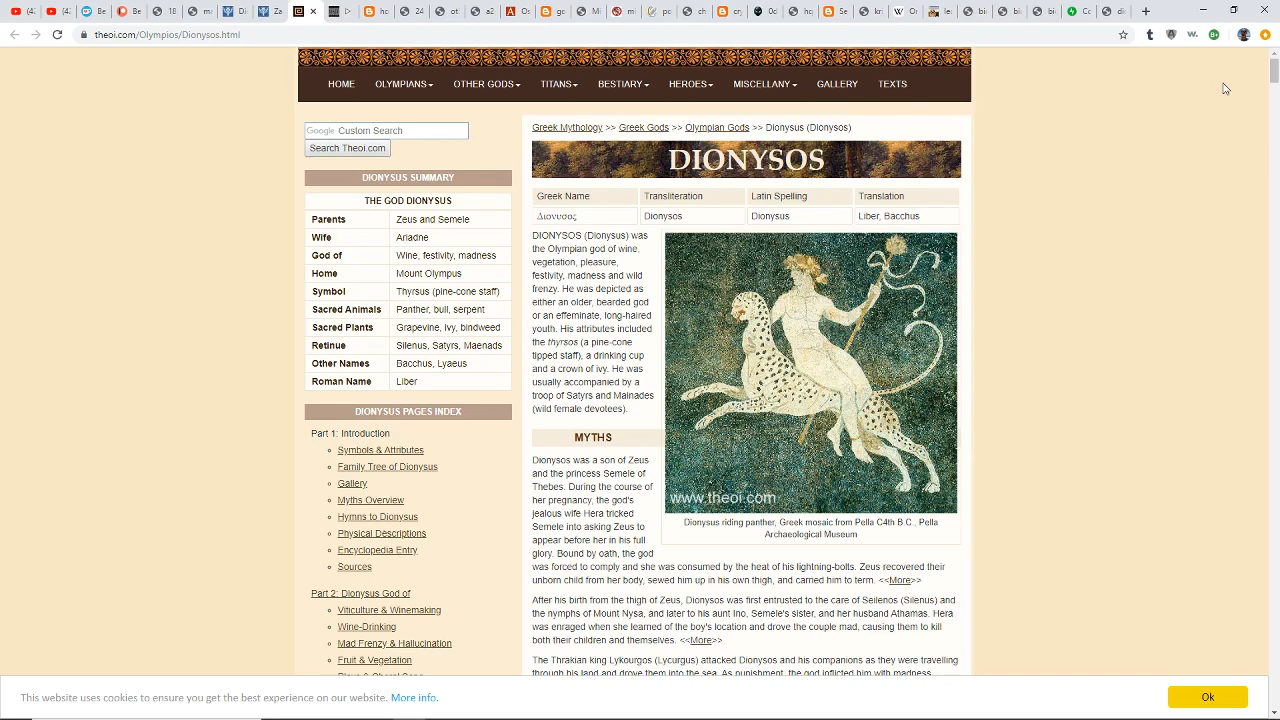 theoi.com/Olympios/Dionysos.html
HOME OLYMPIANS OTHER GODS TITANS BESTIARY HEROES MISCELLANY GALLERY TEXTS
Google Custom Search
Search Theoi.com
DIONYSUS SUMMARY
THE GOD DIONYSUS
Parents Zeus and Semele
Wife Ariadne
God of Wine, festivity, madness
Home Mount Olympus
Symbol Thyrsus (pine-cone staff)
Sacred Animals Panther, bull, serpent
Sacred Plants Grapevine, ivy, bindweed
Retinue Silenus, Satyrs, Maenads
Other Names Bacchus, Lyaeus
Roman Name Liber
DIONYSUS PAGES INDEX
Part 1: Introduction
Symbols & Attributes
Family Tree of Dionysus
Gallery
Myths Overview
Hymns to Dionysus
Physical Descriptions
Encyclopedia Entry
Sources
Part 2: Dionysus God of
Viticulture & Winemaking
Wine-Drinking
Mad Frenzy & Hallucination
Fruit & Vegetation
Greek Mythology >> Greek Gods >> Olympian Gods >> Dionysus (Dionysos)
DIONYSOS
Greek Name Transliteration Latin Spelling Translation
Διονυσος Dionysos Dionysus Liber, Bacchus
DIONYSOS (Dionysus) was
the Olympian god of wine,
vegetation, pleasure,
festivity, madness and wild
frenzy. He was depicted as
either an older, bearded god
or an effeminate, long-haired
youth. His attributes included
the thyrsos (a pine-cone
tipped staff), a drinking cup
and a crown of ivy. He was
usually accompanied by a
troop of Satyrs and Mainades
(wild female devotees).
www.theoi.com
Dionysus riding panther, Greek mosaic from Pella C4th B.C., Pella
Archaeological Museum
MYTHS
Dionysos was a son of Zeus
and the princess Semele of
Thebes. During the course of
her pregnancy, the god's
jealous wife Hera tricked
Semele into asking Zeus to
appear before her in his full
glory. Bound by oath, the god
was forced to comply and she was consumed by the heat of his lightning-bolts. Zeus recovered their
unborn child from her body, sewed him up in his own thigh, and carried him to term. <<More>>
After his birth from the thigh of Zeus, Dionysos was first entrusted to the care of Seilenos (Silenus) and
the nymphs of Mount Nysa, and later to his aunt Ino, Semele's sister, and her husband Athamas. Hera
was enraged when she learned of the boy's location and drove the couple mad, causing them to kill
both their children and themselves. <<More>>
The Thrakian king Lykourgos (Lycurgus) attacked Dionysos and his companions as they were travelling
through his land and drove them into the sea. As punishment, the god inflicted him with madness
This website uses cookies to ensure you get the best experience on our website. More info.
Ok